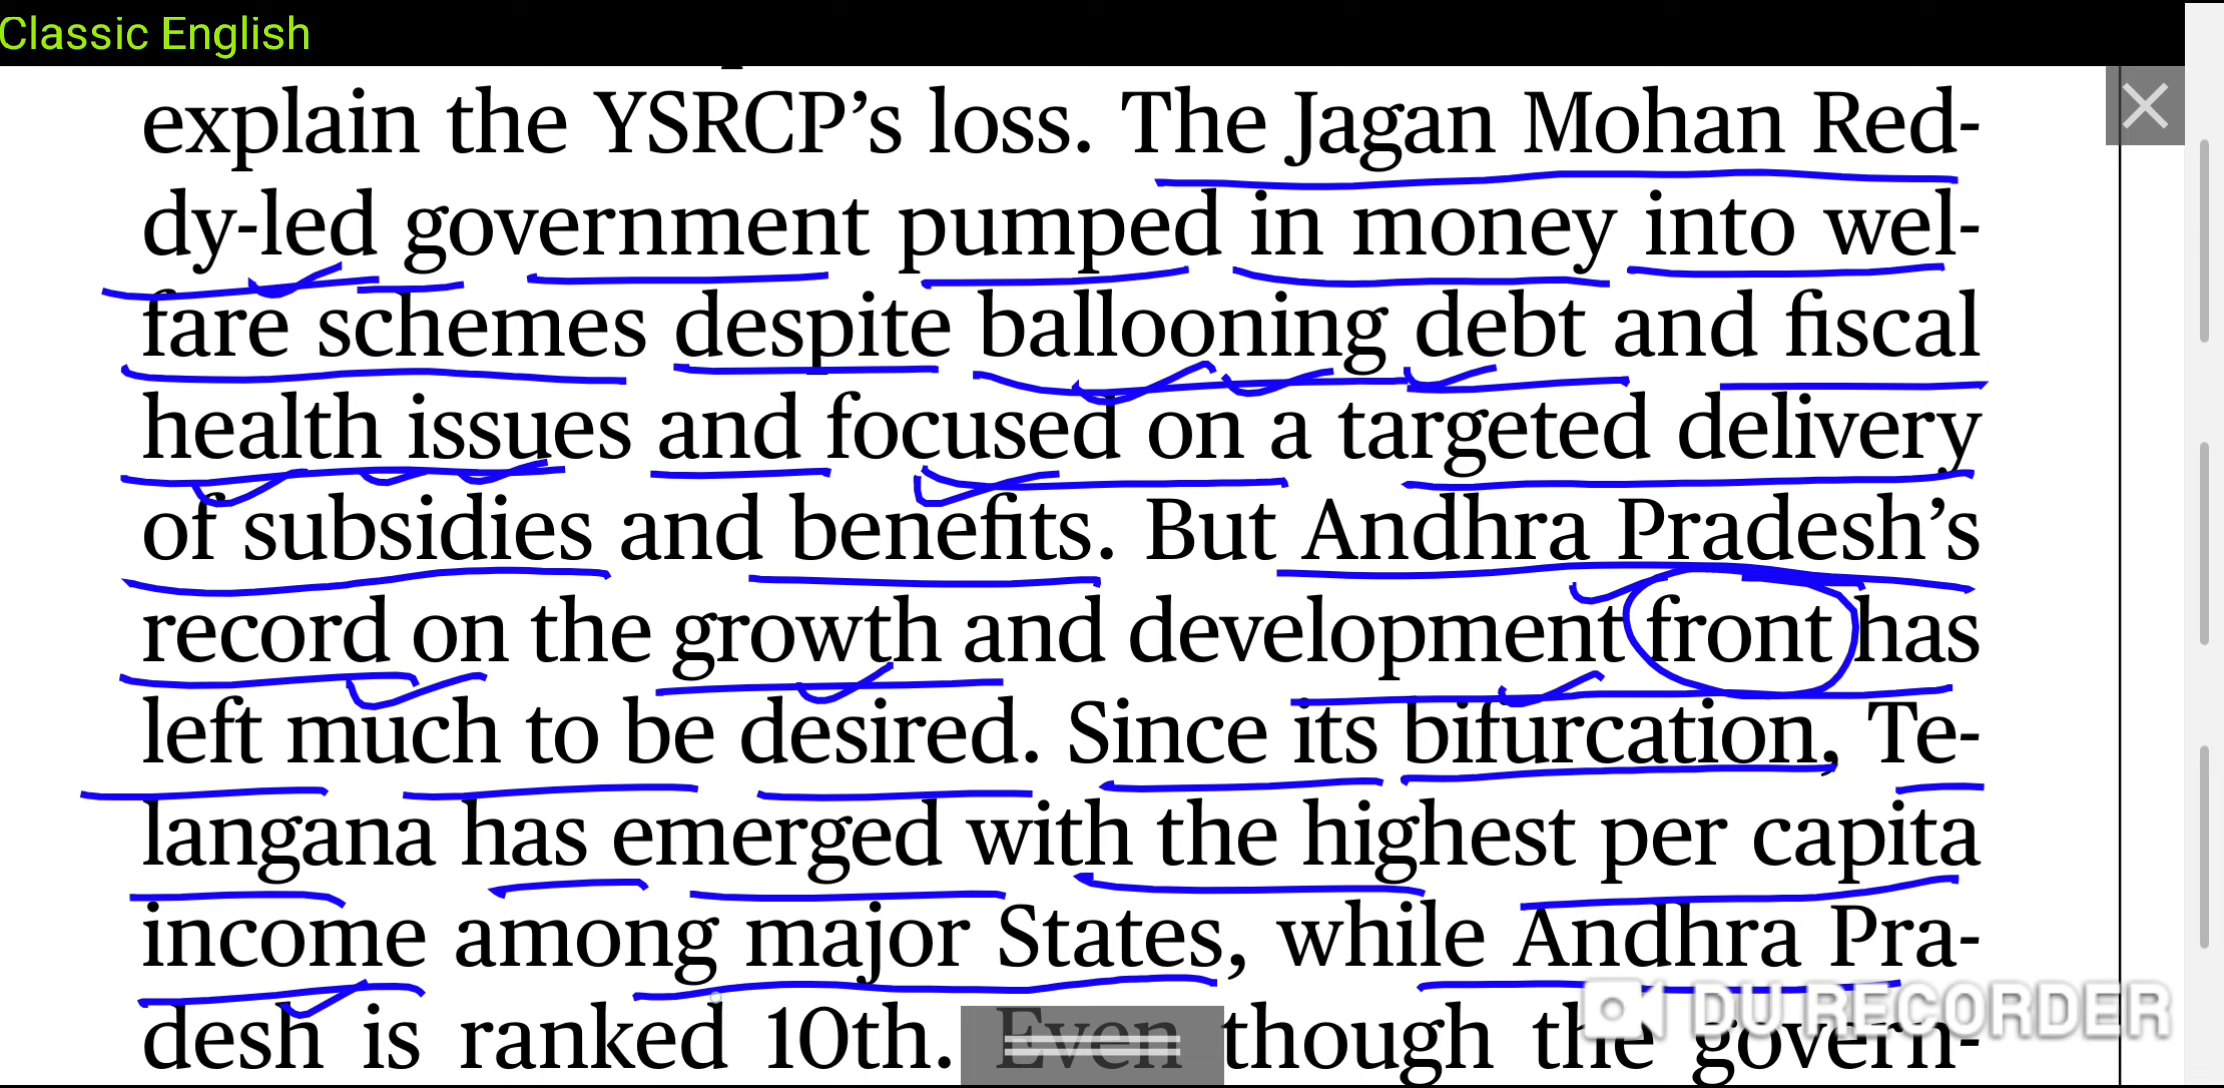 Classic English
explain the YSRCP’s loss. The Jagan Mohan Red-
dy-led government pumped in money into wel-
fare schemes despite ballooning debt and fiscal
health issues and focused on a targeted delivery
of subsidies and benefits. But Andhra Pradesh’s
record on the growth and development front has
left much to be desired. Since its bifurcation, Te-
langana has emerged with the highest per capita
income among major States, while Andhra Pra-
desh is ranked 10th. Even though the govern-
DU RECORDER